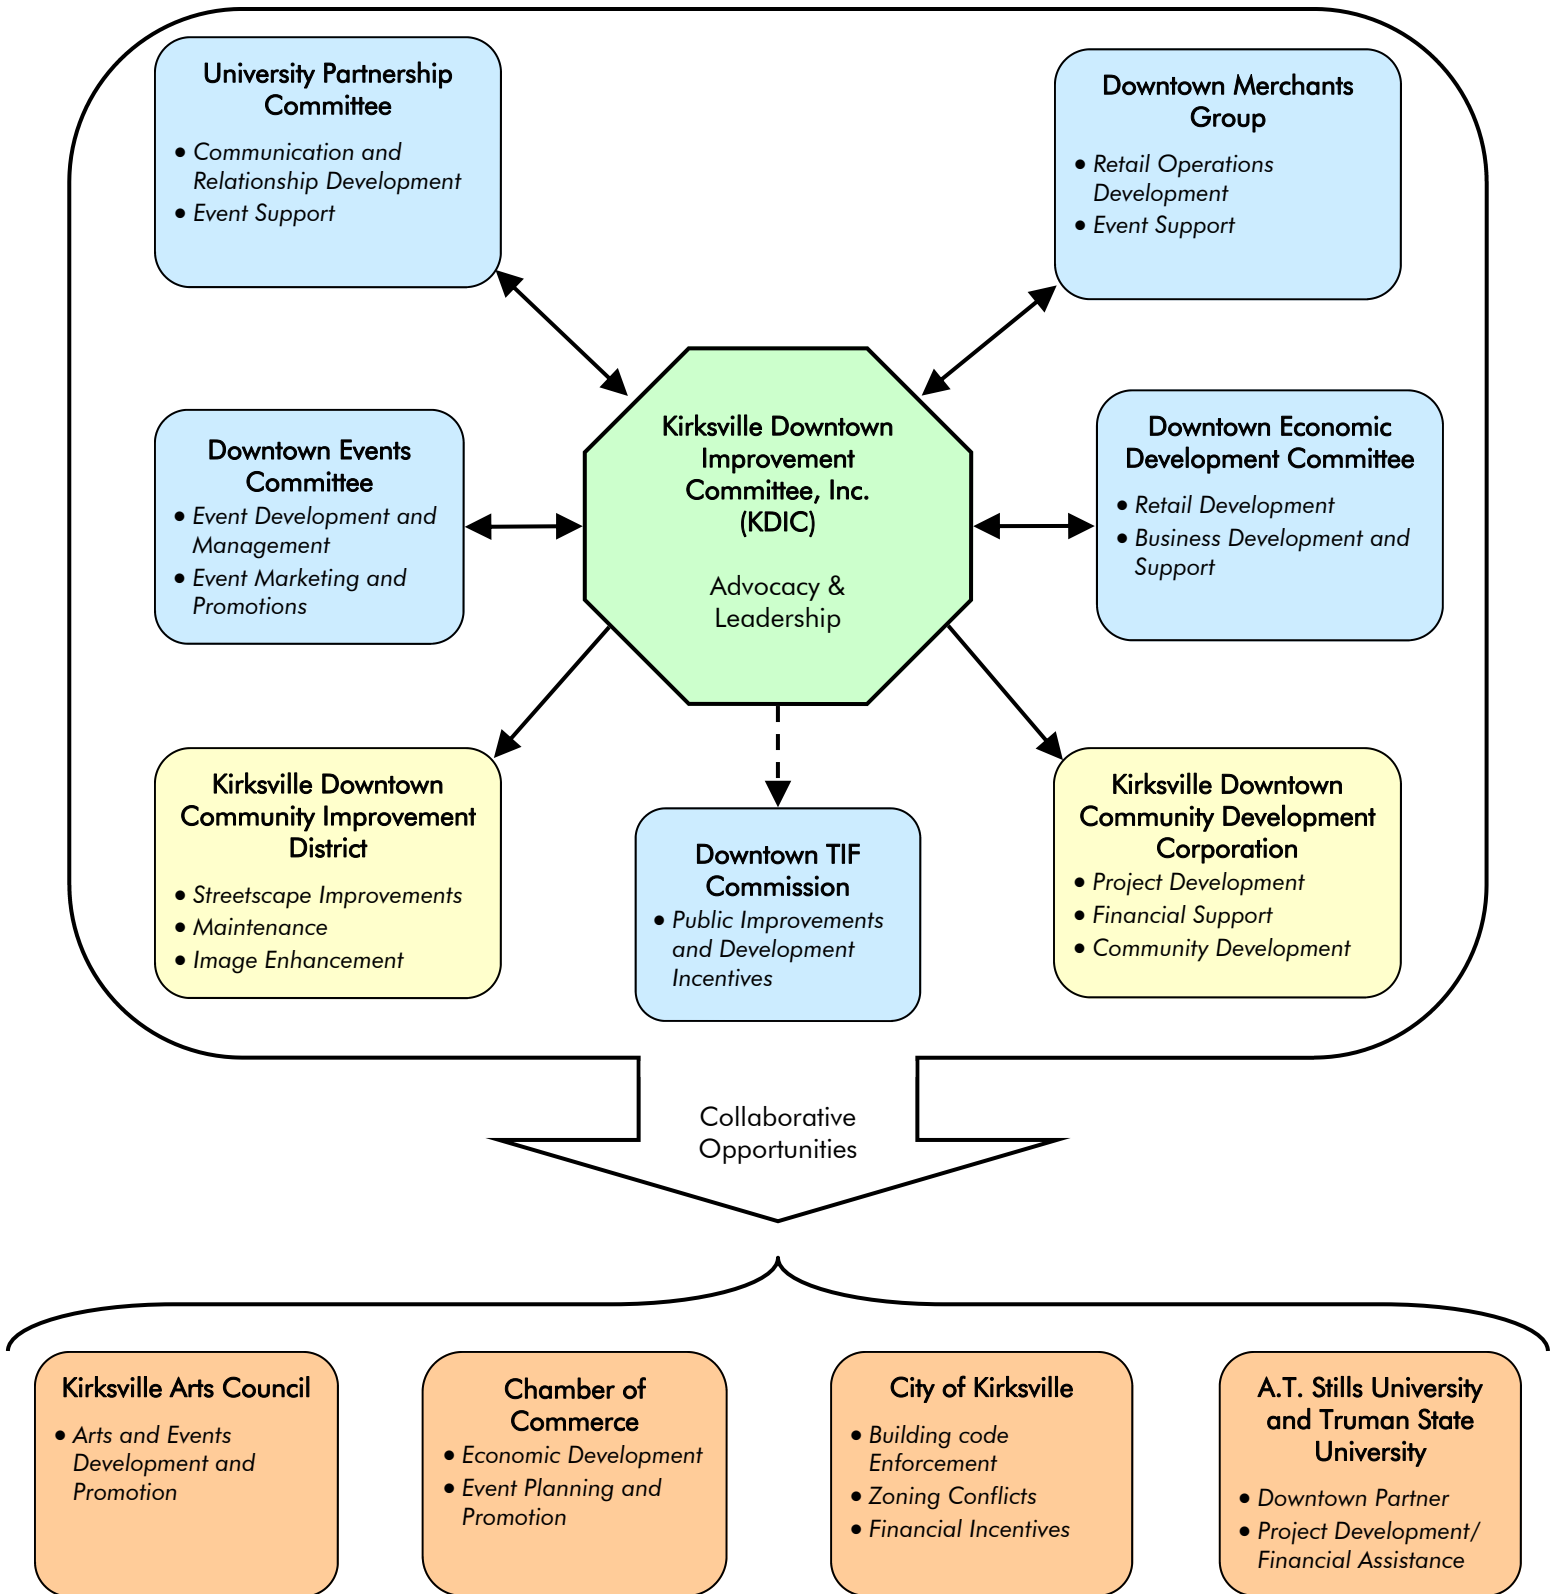 University Partnership
Committee
• Communication and
Relationship Development
• Event Support
Downtown Merchants
Group
• Retail Operations
Development
• Event Support
Downtown Events
Committee
• Event Development and
Management
• Event Marketing and
Promotions
Kirksville Downtown
Improvement
Committee, Inc.
(KDIC)
Advocacy &
Leadership
Downtown Economic
Development Committee
• Retail Development
• Business Development and
Support
Kirksville Downtown
Community Improvement
District
• Streetscape Improvements
• Maintenance
• Image Enhancement
Downtown TIF
Commission
• Public Improvements
and Development
Incentives
Kirksville Downtown
Community Development
Corporation
• Project Development
• Financial Support
• Community Development
Collaborative
Opportunities
Kirksville Arts Council
• Arts and Events
Development and
Promotion
Chamber of
Commerce
• Economic Development
• Event Planning and
Promotion
City of Kirksville
• Building code
Enforcement
• Zoning Conflicts
• Financial Incentives
A.T. Stills University
and Truman State
University
• Downtown Partner
• Project Development/
Financial Assistance